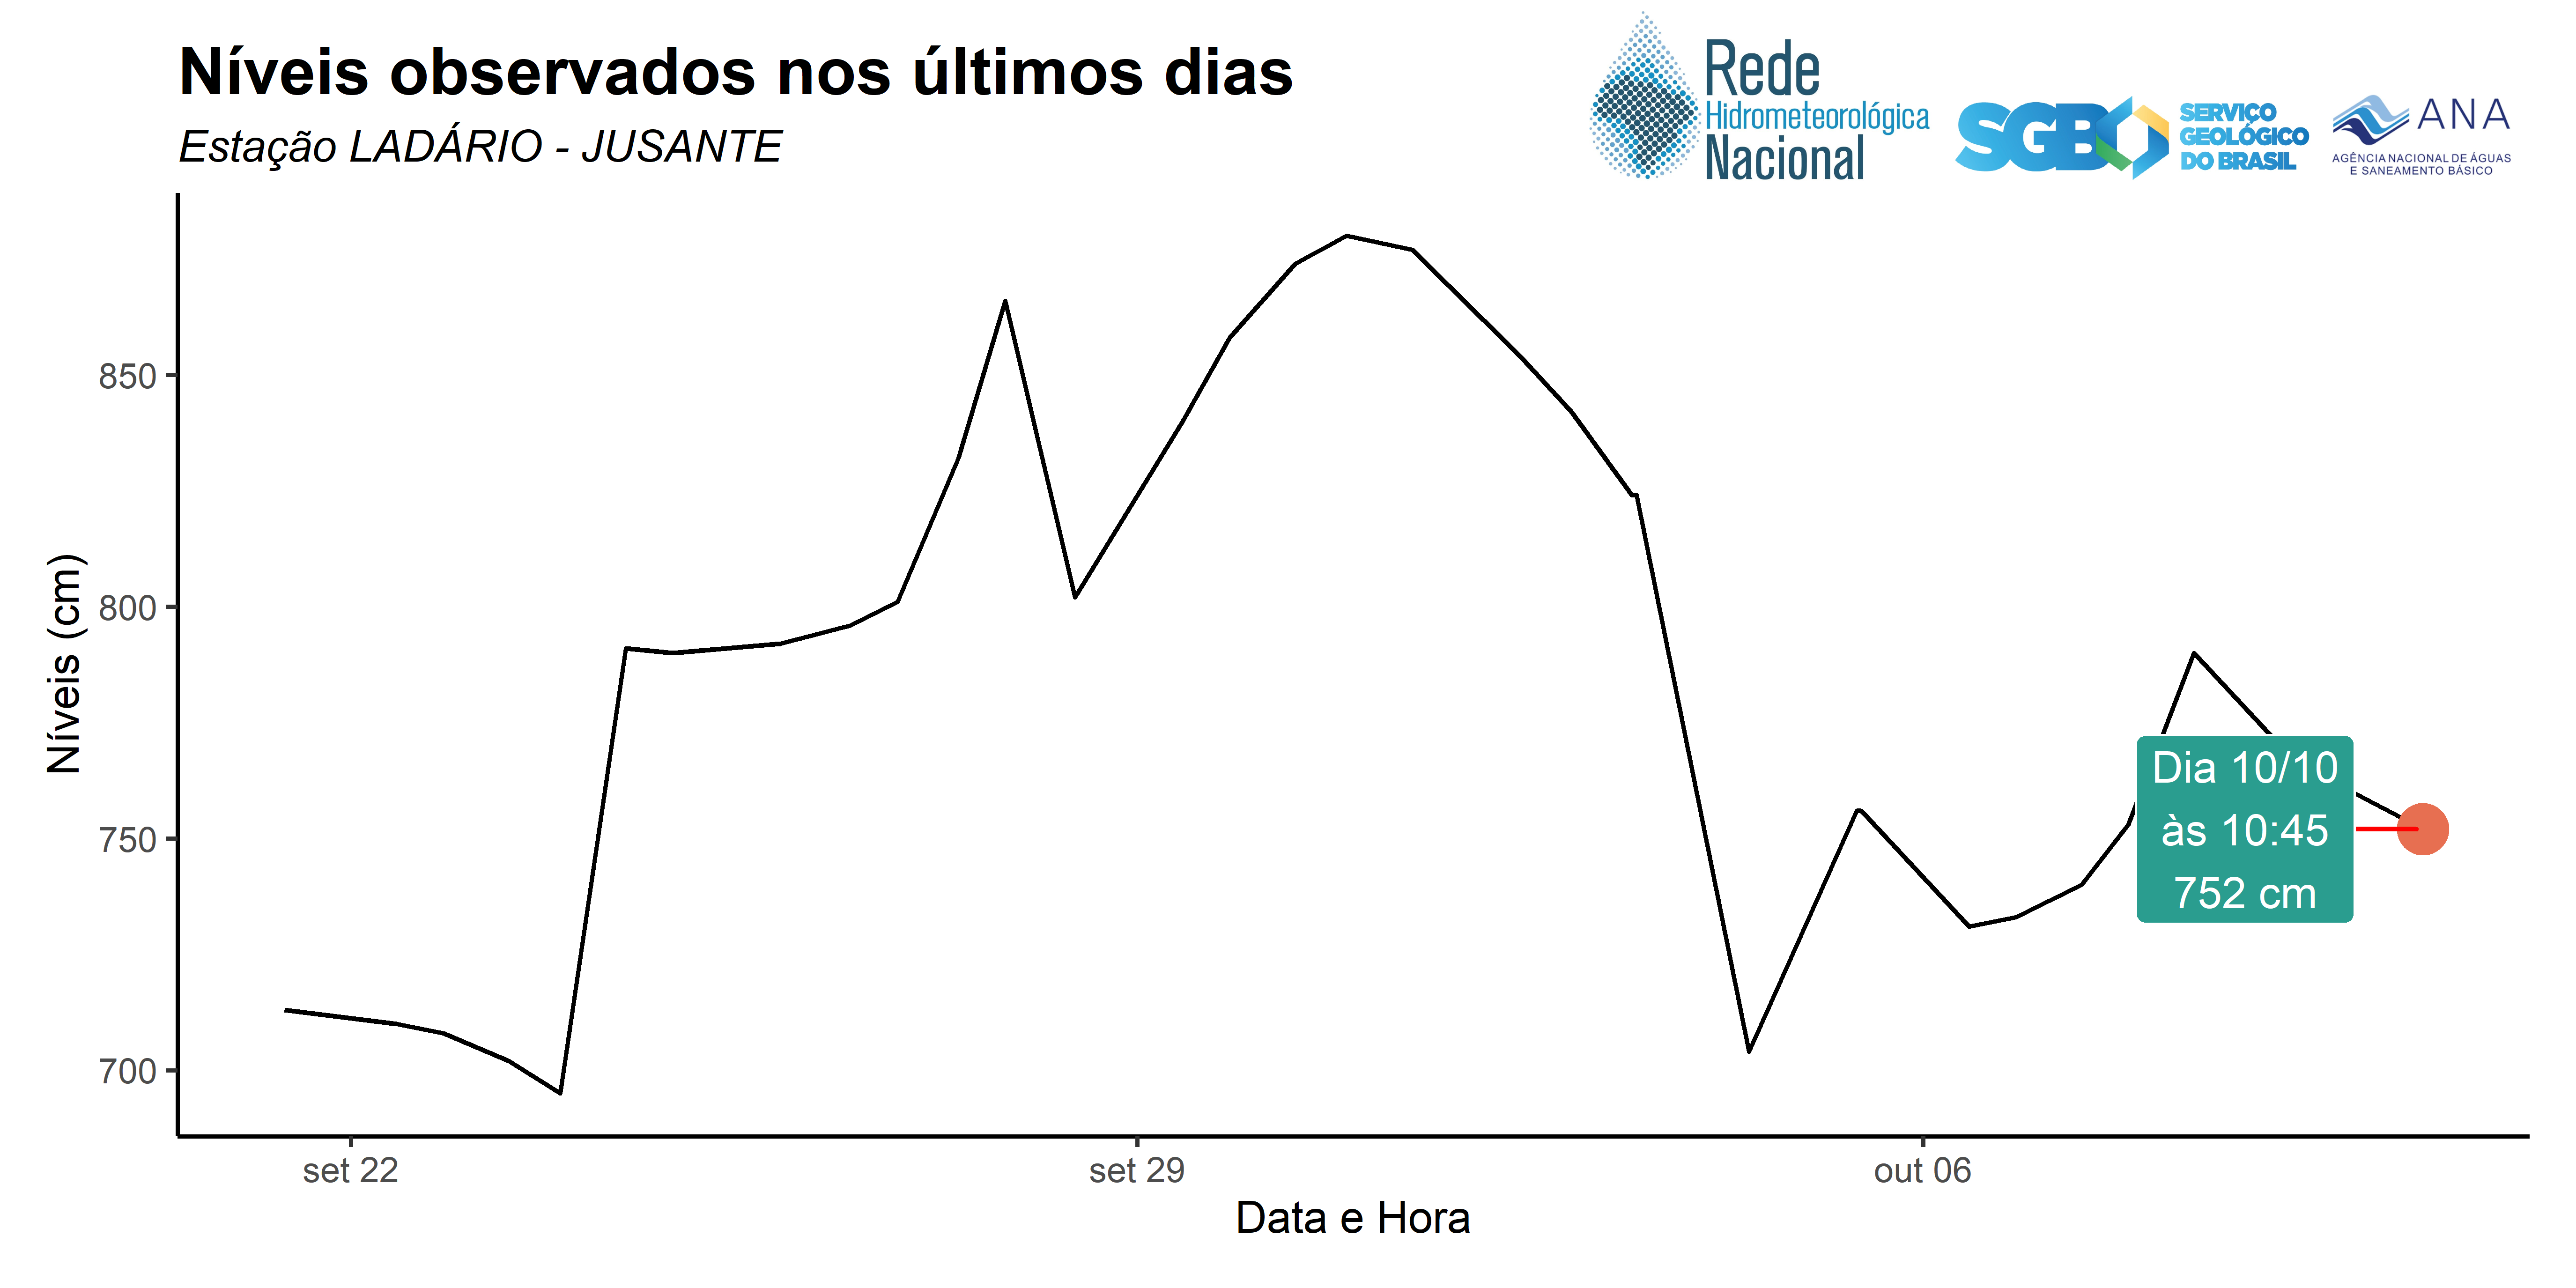 Níveis observados nos últimos dias
Estação LADÁRIO - JUSANTE
Rede
Hidrometeorológica
Nacional
SGB
SERVIÇO
GEOLÓGICO
DO BRASIL
ANA
AGÊNCIA NACIONAL DE ÁGUAS
E SANEAMENTO BÁSICO
Níveis (cm)
850
800
750
700
Dia 10/10
às 10:45
752 cm
set 22
set 29
out 06
Data e Hora